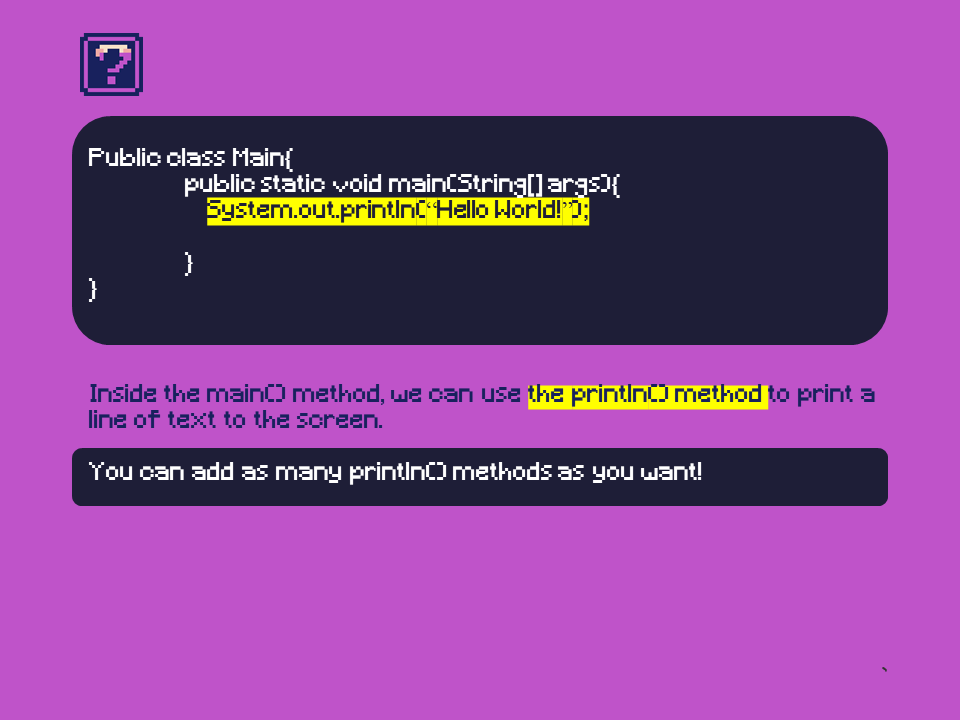 ?
Public class Main{
public static void main(String[] args){
System.out.println(“Hello World!”);
}
}
Inside the main() method, we can use the println() method to print a
line of text to the screen.
You can add as many println() methods as you want!
`